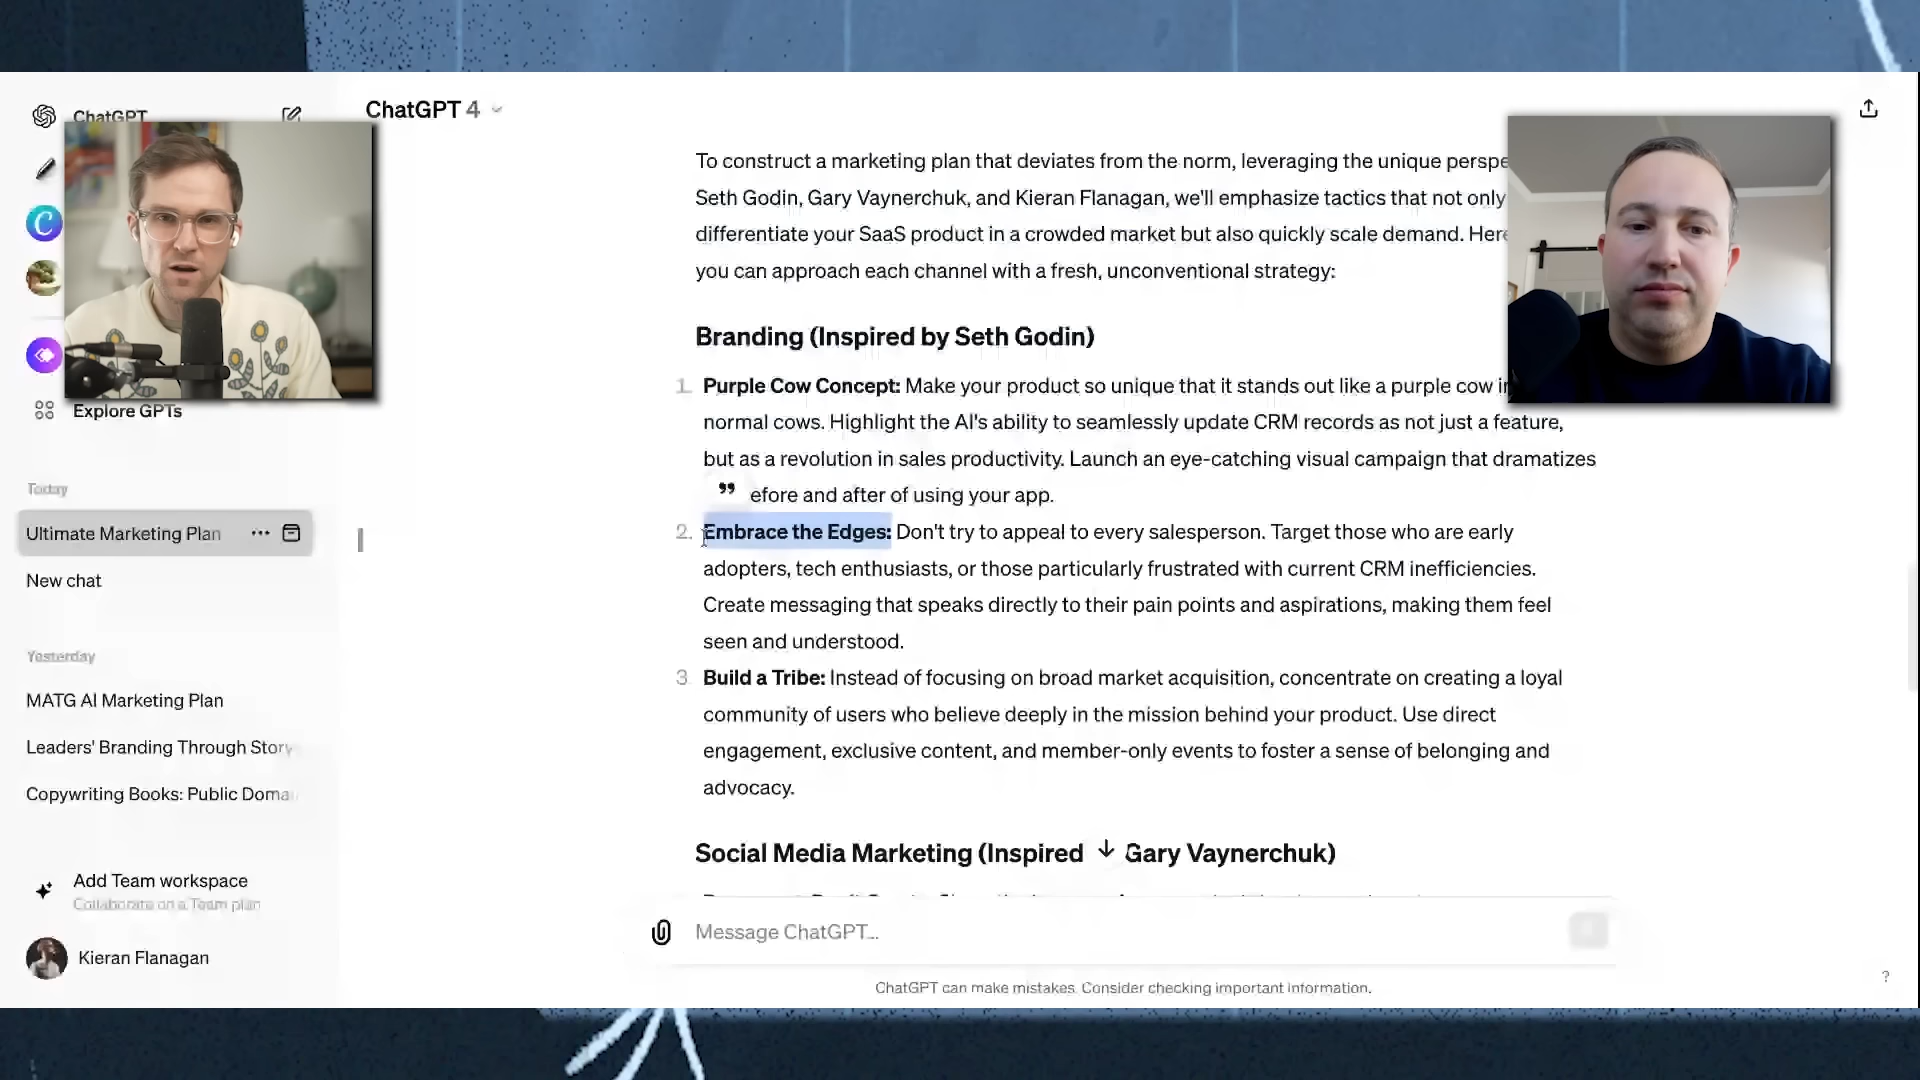 ChatGPT
ChatGPT 4
Explore GPTs
Today
Ultimate Marketing Plan
New chat
Yesterday
MATG AI Marketing Plan
Leaders' Branding Through Story
Copywriting Books: Public Doma
Add Team workspace
Collaborate on a Team plan
Kieran Flanagan
To construct a marketing plan that deviates from the norm, leveraging the unique perspe
Seth Godin, Gary Vaynerchuk, and Kieran Flanagan, we'll emphasize tactics that not only
differentiate your SaaS product in a crowded market but also quickly scale demand. Here
you can approach each channel with a fresh, unconventional strategy:
Branding (Inspired by Seth Godin)
1. Purple Cow Concept: Make your product so unique that it stands out like a purple cow in
normal cows. Highlight the AI's ability to seamlessly update CRM records as not just a feature,
but as a revolution in sales productivity. Launch an eye-catching visual campaign that dramatizes
efore and after of using your app.
2. Embrace the Edges: Don't try to appeal to every salesperson. Target those who are early
adopters, tech enthusiasts, or those particularly frustrated with current CRM inefficiencies.
Create messaging that speaks directly to their pain points and aspirations, making them feel
seen and understood.
3. Build a Tribe: Instead of focusing on broad market acquisition, concentrate on creating a loyal
community of users who believe deeply in the mission behind your product. Use direct
engagement, exclusive content, and member-only events to foster a sense of belonging and
advocacy.
Social Media Marketing (Inspired Gary Vaynerchuk)
Message ChatGPT...
ChatGPT can make mistakes. Consider checking important information.
?